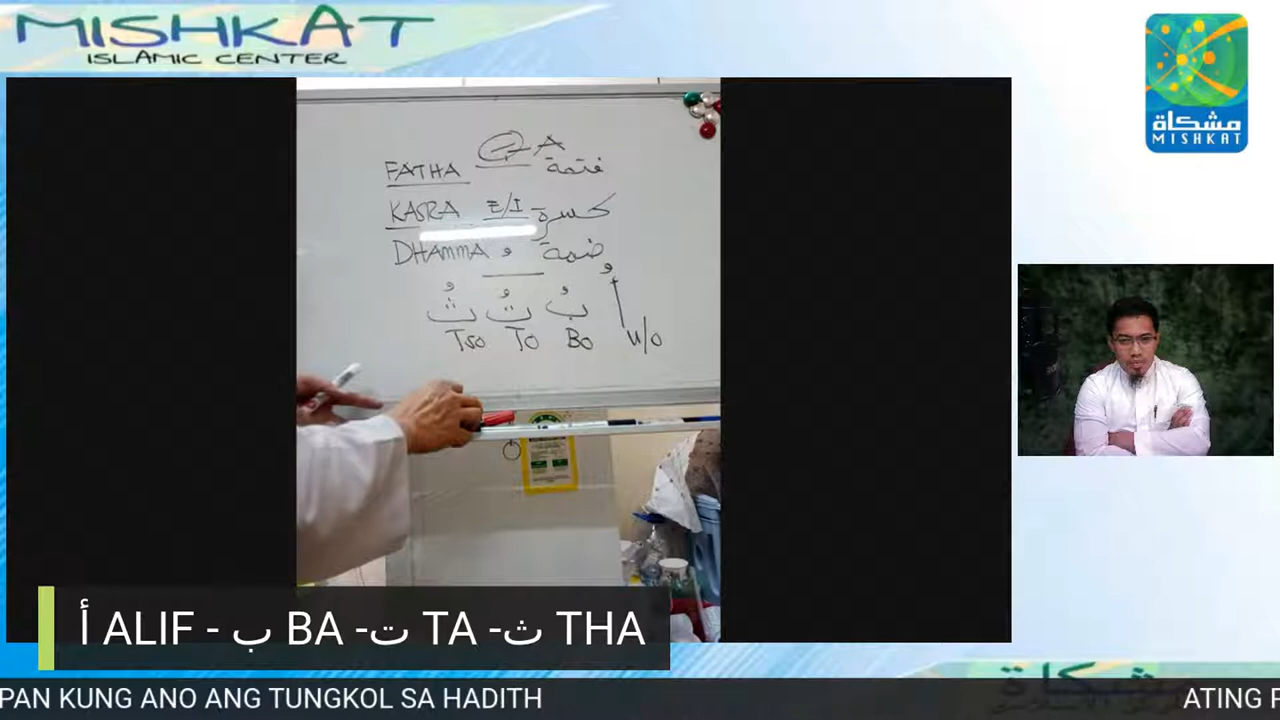 MISHKAT
ISLAMIC CENTER
مشكاة
MISHKAT
A
FATHA فتحة
KASRA E/I كسرة
DHAMMA و ضمة
و
ثُ تُ بُ
TSO TO BO U/O
أ ALIF - ب BA -ت TA -ث THA
مشكاة
PAN KUNG ANO ANG TUNGKOL SA HADITH
ATING P